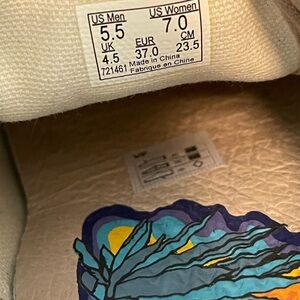 US Men US Women
5.5 7.0
UK EUR CM
4.5 37.0 23.5
721461 Made in China
Fabrique en Chine